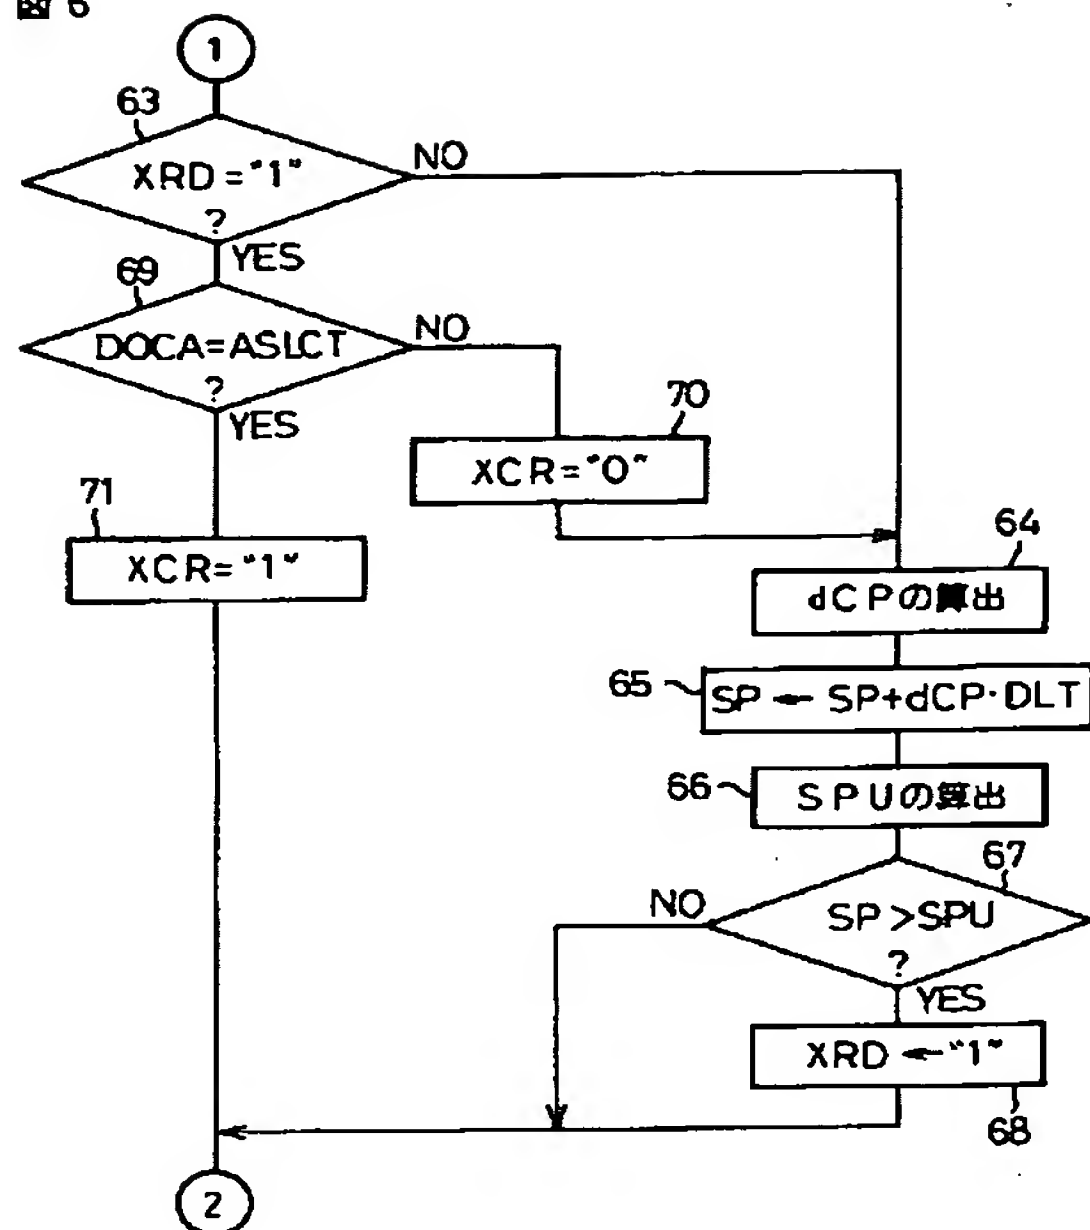 図 6
1
63
XRD="1"
?
NO
YES
69
DOCA=ASLCT
?
NO
YES
70
XCR="0"
71
XCR="1"
64
dCPの算出
65
SP ← SP+dCP·DLT
66
SPUの算出
67
SP>SPU
?
NO
YES
XRD ← "1"
68
2